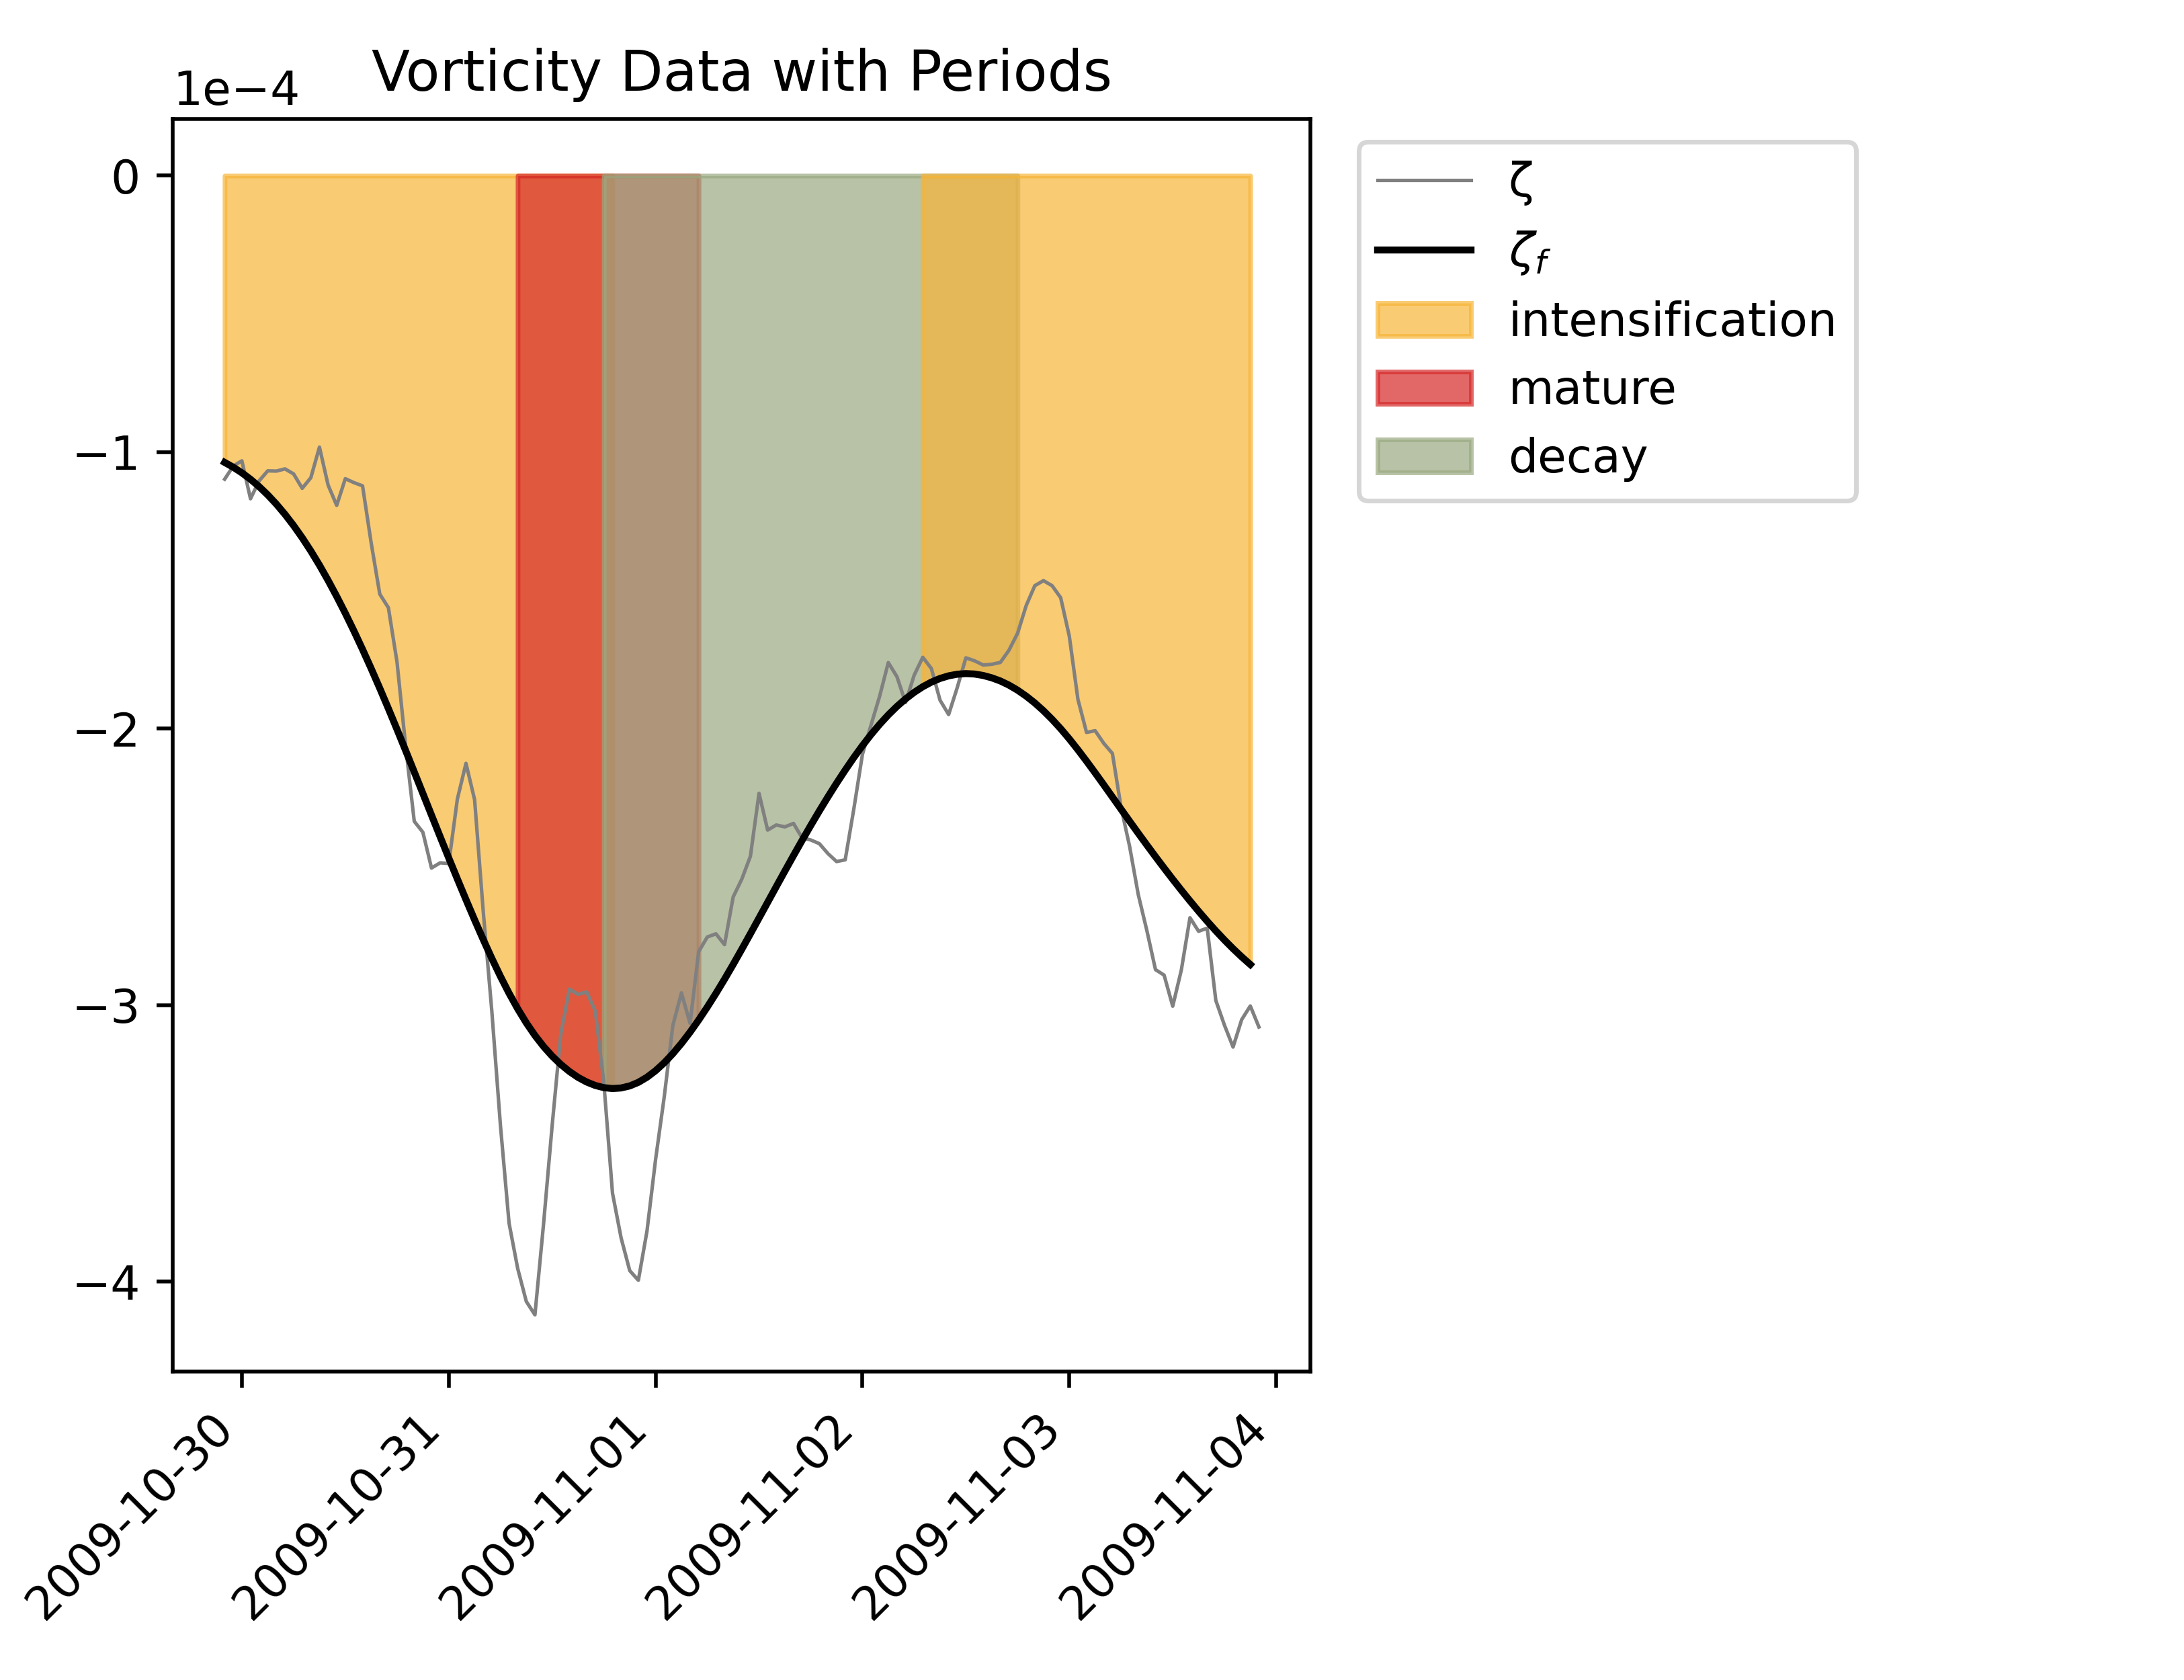 Vorticity Data with Periods
1e−4
0
−1
−2
−3
−4
2009-10-30
2009-10-31
2009-11-01
2009-11-02
2009-11-03
2009-11-04
ζ
ζf
intensification
mature
decay